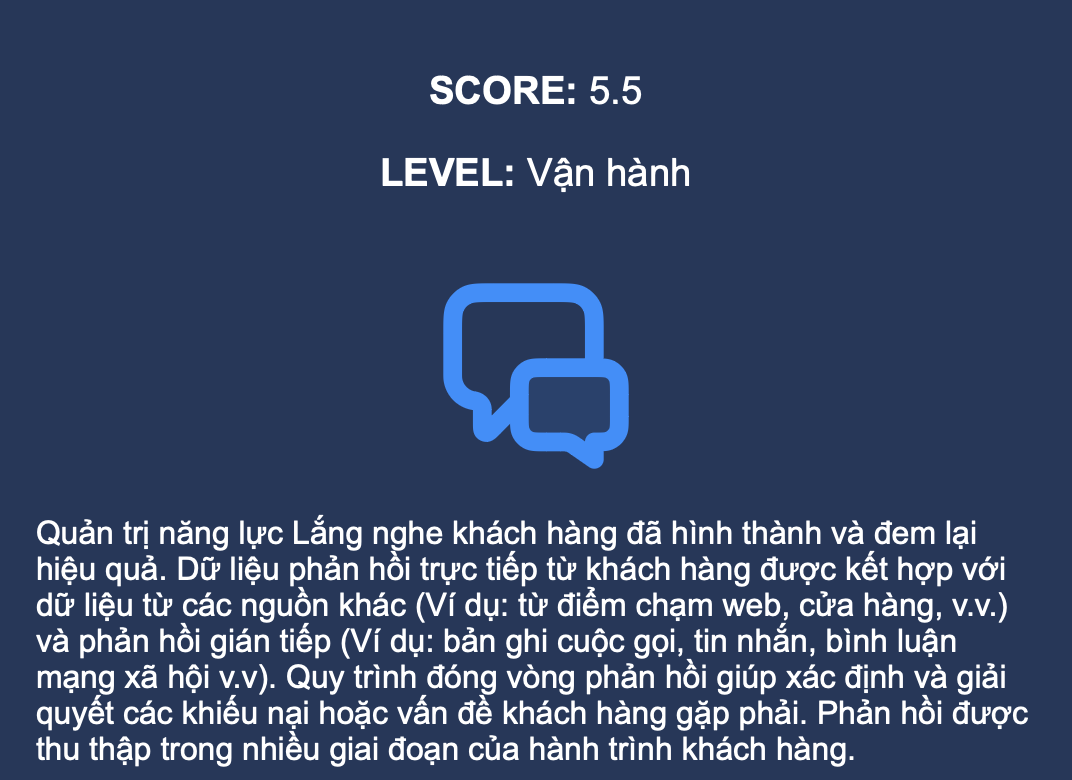 SCORE: 5.5
LEVEL: Vận hành
Quản trị năng lực Lắng nghe khách hàng đã hình thành và đem lại
hiệu quả. Dữ liệu phản hồi trực tiếp từ khách hàng được kết hợp với
dữ liệu từ các nguồn khác (Ví dụ: từ điểm chạm web, cửa hàng, v.v.)
và phản hồi gián tiếp (Ví dụ: bản ghi cuộc gọi, tin nhắn, bình luận
mạng xã hội v.v). Quy trình đóng vòng phản hồi giúp xác định và giải
quyết các khiếu nại hoặc vấn đề khách hàng gặp phải. Phản hồi được
thu thập trong nhiều giai đoạn của hành trình khách hàng.